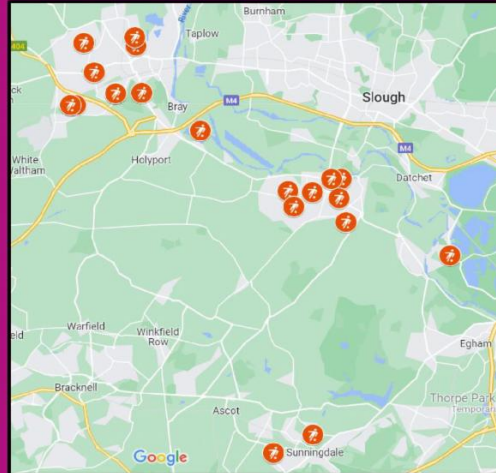 Burnham
Taplow
404
Slough
M4
Bray
M4
White
Waltham
Holyport
Datchet
Warfield
Winkfield
Row
Egham
Bracknell
Thorpe Park
Ascot
Google
Sunningdale